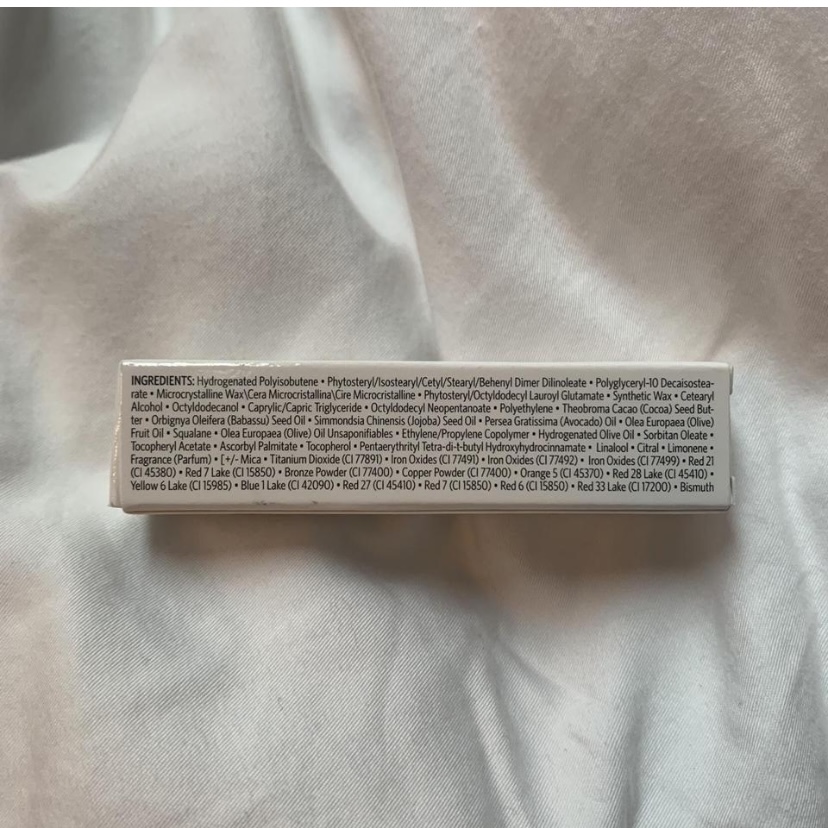 INGREDIENTS: Hydrogenated Polyisobutene • Phytosteryl/Isostearyl/Cetyl/Stearyl/Behenyl Dimer Dilinoleate • Polyglyceryl-10 Decaisostea-
rate • Microcrystalline Wax\Cera Microcristallina\Cire Microcristalline • Phytosteryl/Octyldodecyl Lauroyl Glutamate • Synthetic Wax • Cetearyl
Alcohol • Octyldodecanol • Caprylic/Capric Triglyceride • Octyldodecyl Neopentanoate • Polyethylene • Theobroma Cacao (Cocoa) Seed But-
ter • Orbignya Oleifera (Babassu) Seed Oil • Simmondsia Chinensis (Jojoba) Seed Oil • Persea Gratissima (Avocado) Oil • Olea Europaea (Olive)
Fruit Oil • Squalane • Olea Europaea (Olive) Oil Unsaponifiables • Ethylene/Propylene Copolymer • Hydrogenated Olive Oil • Sorbitan Oleate •
Tocopheryl Acetate • Ascorbyl Palmitate • Tocopherol • Pentaerythrityl Tetra-di-t-butyl Hydroxyhydrocinnamate • Linalool • Citral • Limonene •
Fragrance (Parfum) • [+/- Mica • Titanium Dioxide (CI 77891) • Iron Oxides (CI 77491) • Iron Oxides (CI 77492) • Iron Oxides (CI 77499) • Red 21
(CI 45380) • Red 7 Lake (CI 15850) • Bronze Powder (CI 77400) • Copper Powder (CI 77400) • Orange 5 (CI 45370) • Red 28 Lake (CI 45410) •
Yellow 6 Lake (CI 15985) • Blue 1 Lake (CI 42090) • Red 27 (CI 45410) • Red 7 (CI 15850) • Red 6 (CI 15850) • Red 33 Lake (CI 17200) • Bismuth